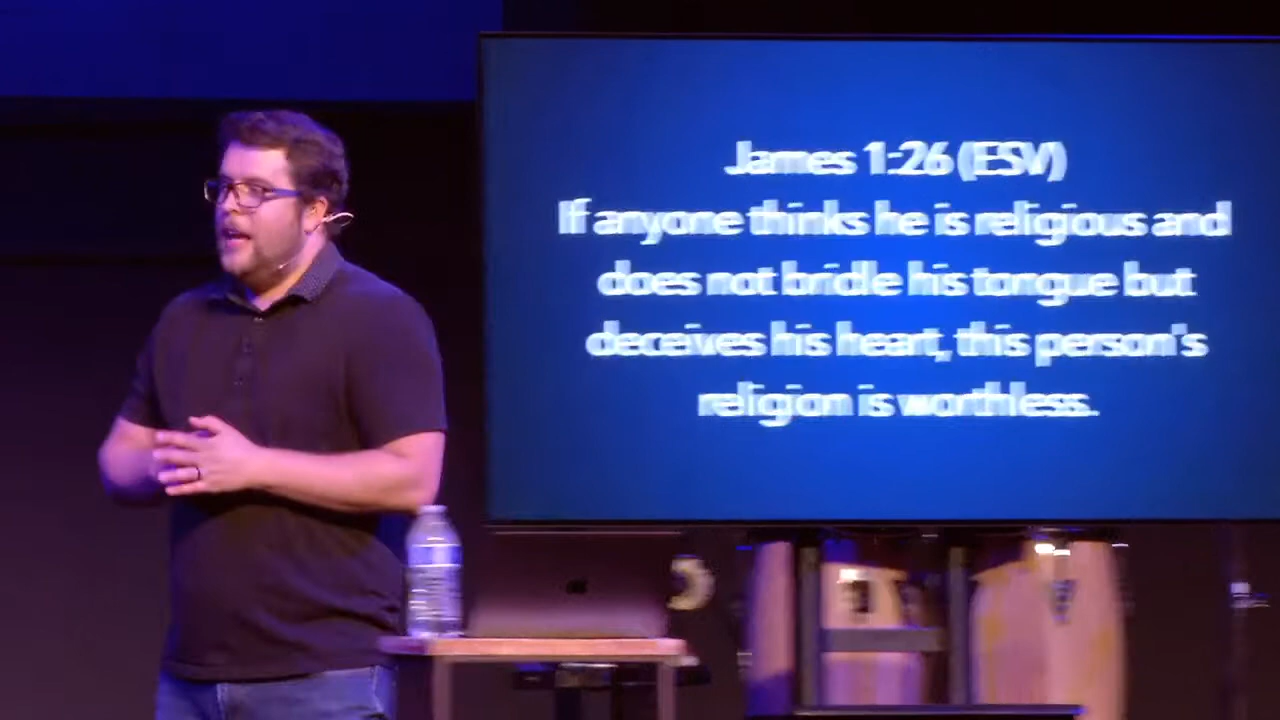 James 1:26 (ESV)
If anyone thinks he is religious and
does not bridle his tongue but
deceives his heart, this person's
religion is worthless.